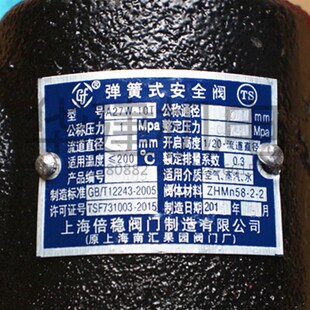 弹簧式安全阀 TS
型 号 A27W-10T 公称通径 mm
公称压力 Mpa 整定压力 Mpa
流道直径 mm 开启高度 1/20流道直径
适用温度 ≤200 ℃ 额定排量系数 0.3
产品编号 适用介质 空气、蒸汽、水
制造标准 GB/T12243-2005 阀体材料 ZHMn58-2-2
许可证号 TSF731003-2015 制造日期 201
上海倍稳阀门制造有限公司
(原上海南汇果园阀门厂)